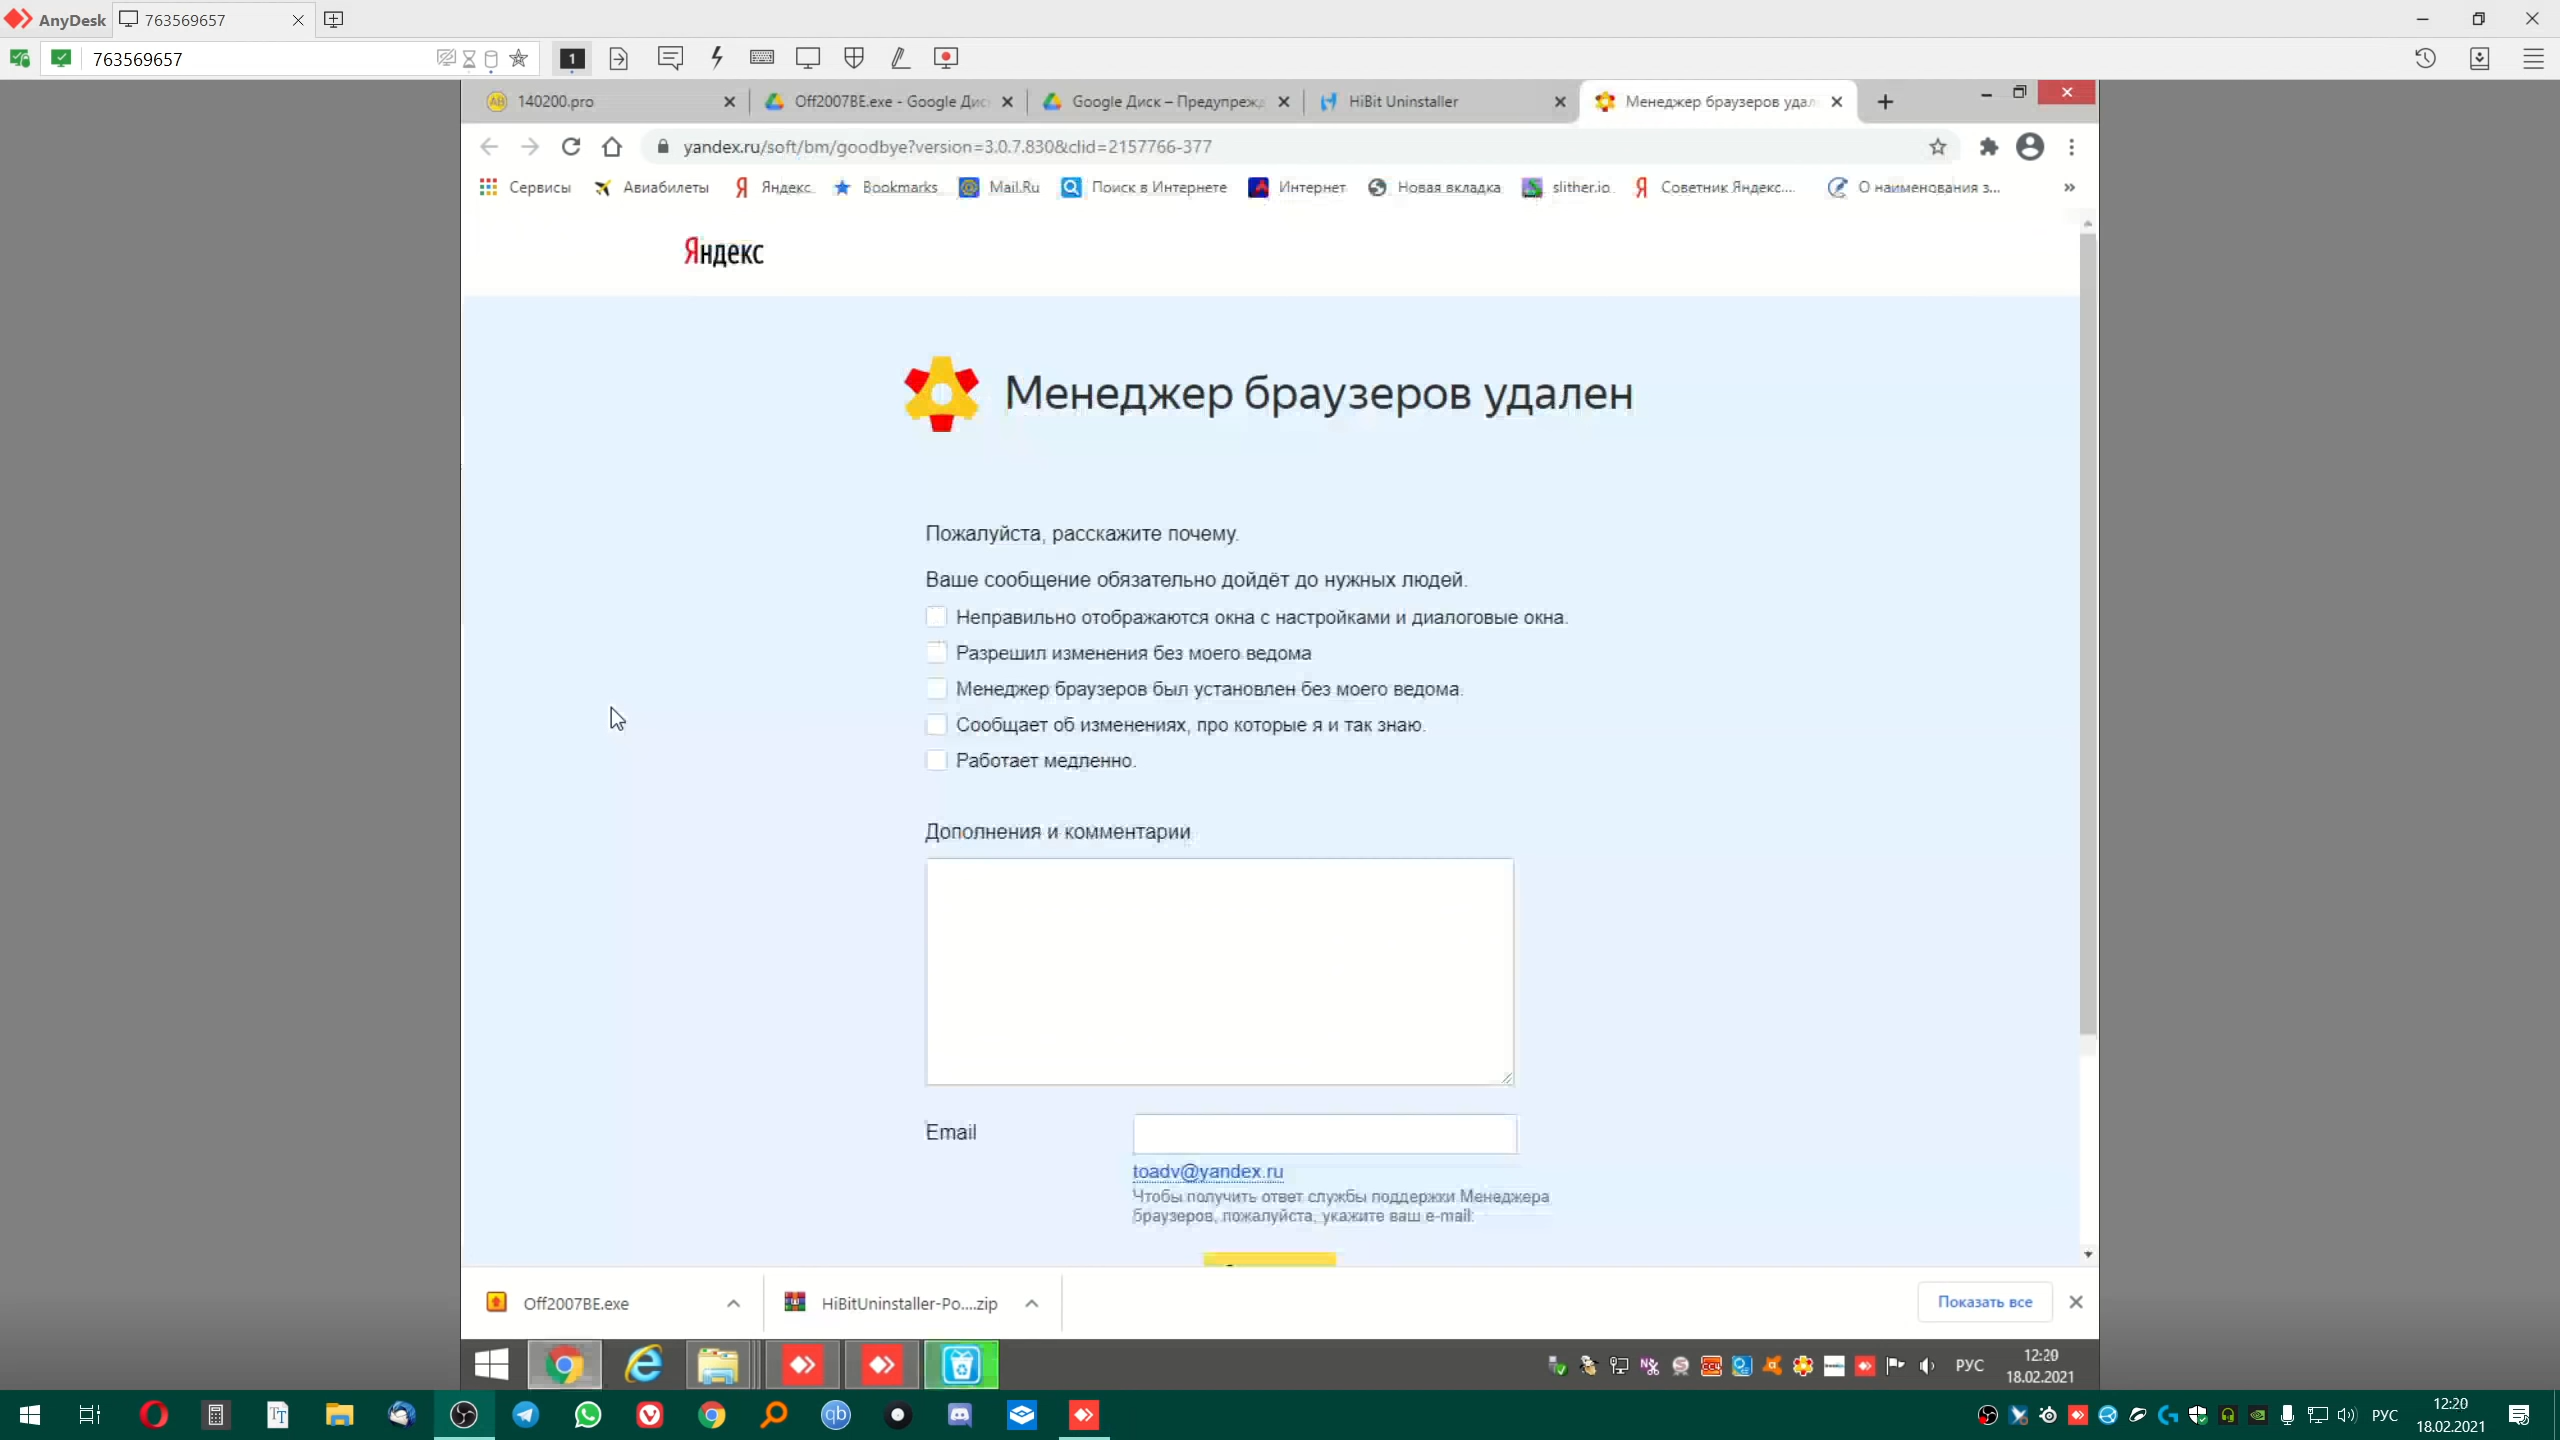 AnyDesk
763569657
763569657
1
140200.pro
Off2007BE.exe - Google Дис
Google Диск – Предупрежд
HiBit Uninstaller
Менеджер браузеров удал
yandex.ru/soft/bm/goodbye?version=3.0.7.830&clid=2157766-377
Сервисы
Авиабилеты
Яндекс
Bookmarks
Mail.Ru
Поиск в Интернете
Интернет
Новая вкладка
slither.io
Советник Яндекс....
О наименования з...
»
Яндекс
Менеджер браузеров удален
Пожалуйста, расскажите почему.
Ваше сообщение обязательно дойдёт до нужных людей.
Неправильно отображаются окна с настройками и диалоговые окна.
Разрешил изменения без моего ведома
Менеджер браузеров был установлен без моего ведома.
Сообщает об изменениях, про которые я и так знаю.
Работает медленно.
Дополнения и комментарии
Email
toadv@yandex.ru
Чтобы получить ответ службы поддержки Менеджера
браузеров, пожалуйста, укажите ваш e-mail.
Off2007BE.exe
HiBitUninstaller-Po....zip
Показать все
РУС
12:20
18.02.2021
РУС
12:20
18.02.2021